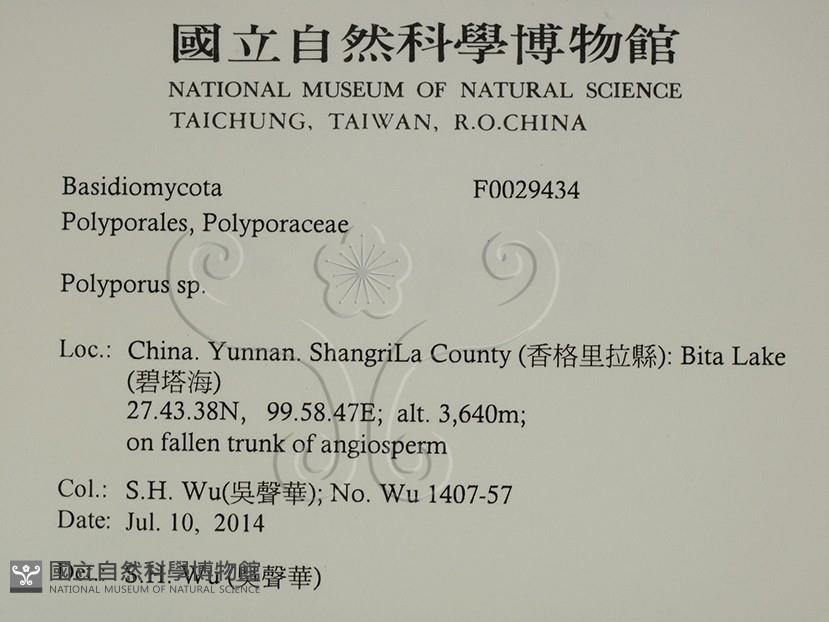 國立自然科學博物館
NATIONAL MUSEUM OF NATURAL SCIENCE
TAICHUNG, TAIWAN, R.O.CHINA
Basidiomycota F0029434
Polyporales, Polyporaceae
Polyporus sp.
Loc.: China. Yunnan. ShangriLa County (香格里拉縣): Bita Lake
(碧塔海)
27.43.38N, 99.58.47E; alt. 3,640m;
on fallen trunk of angiosperm
Col.: S.H. Wu(吳聲華); No. Wu 1407-57
Date: Jul. 10, 2014
Det.: S.H. Wu (吳聲華)
國立自然科學博物館
NATIONAL MUSEUM OF NATURAL SCIENCE